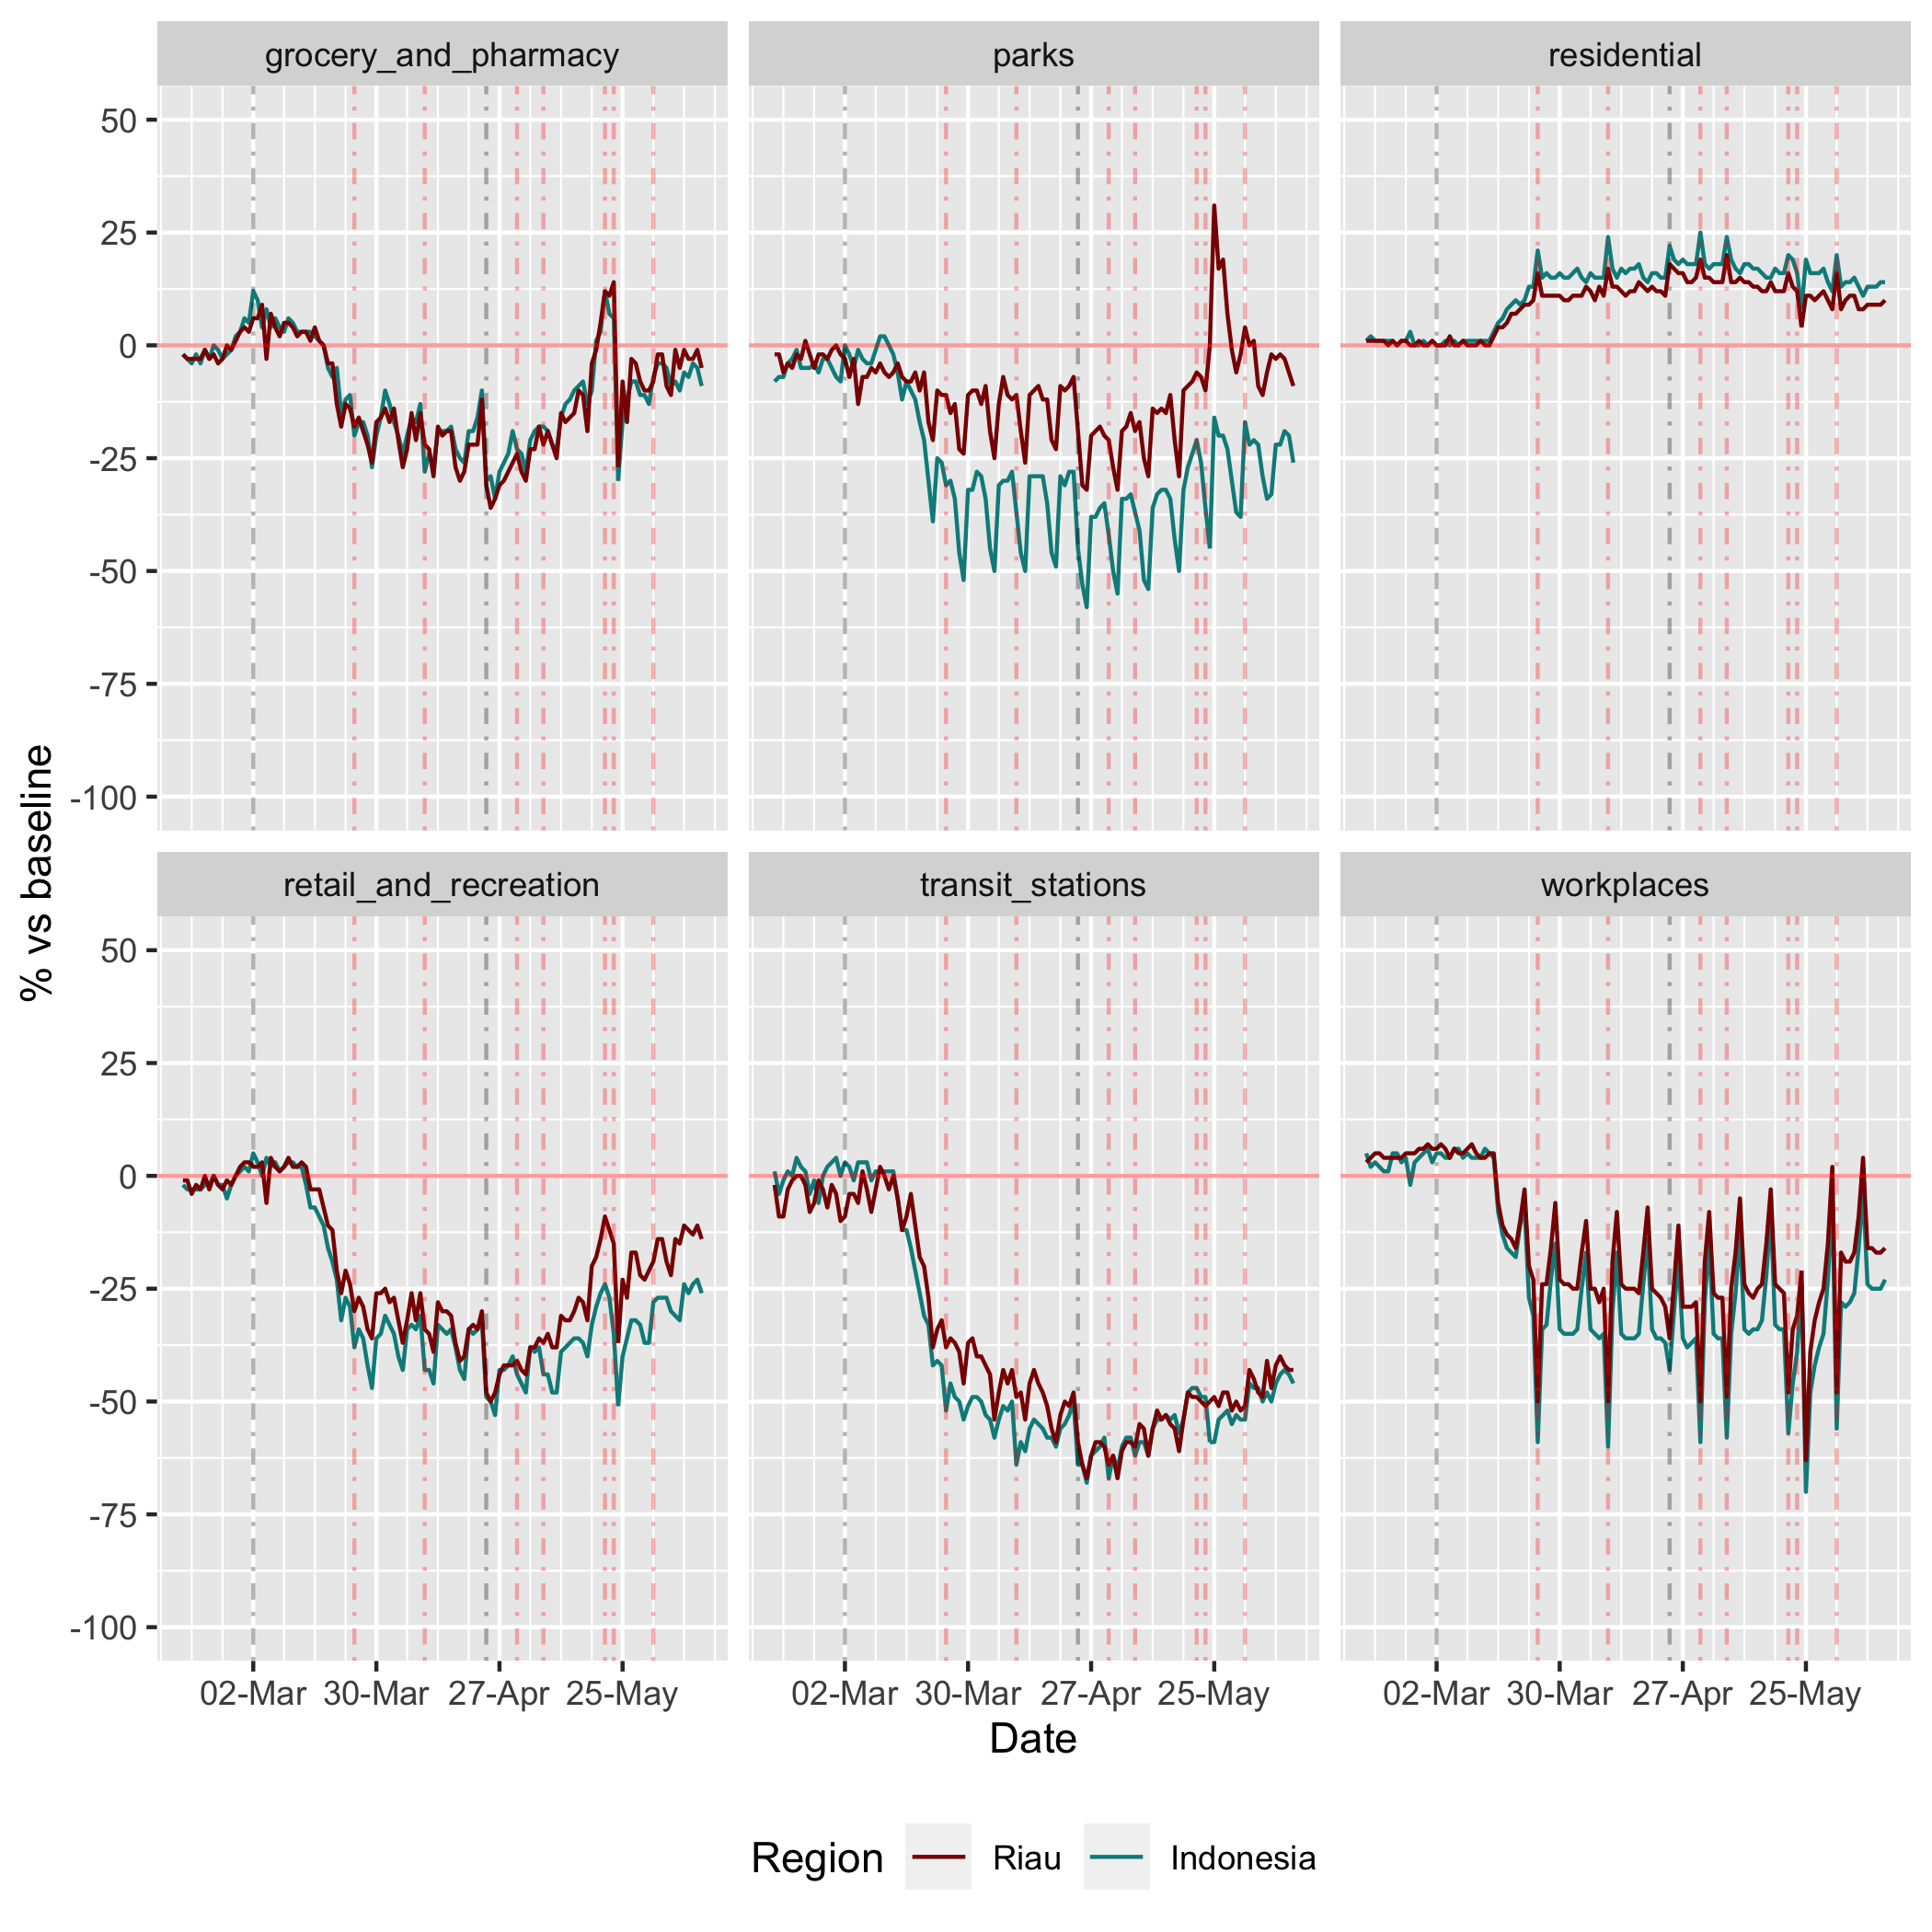 grocery_and_pharmacy parks residential
50
25
0
-25
-50
-75
-100
retail_and_recreation transit_stations workplaces
50
25
0
-25
-50
-75
-100
% vs baseline
02-Mar 30-Mar 27-Apr 25-May 02-Mar 30-Mar 27-Apr 25-May 02-Mar 30-Mar 27-Apr 25-May
Date
Region Riau Indonesia